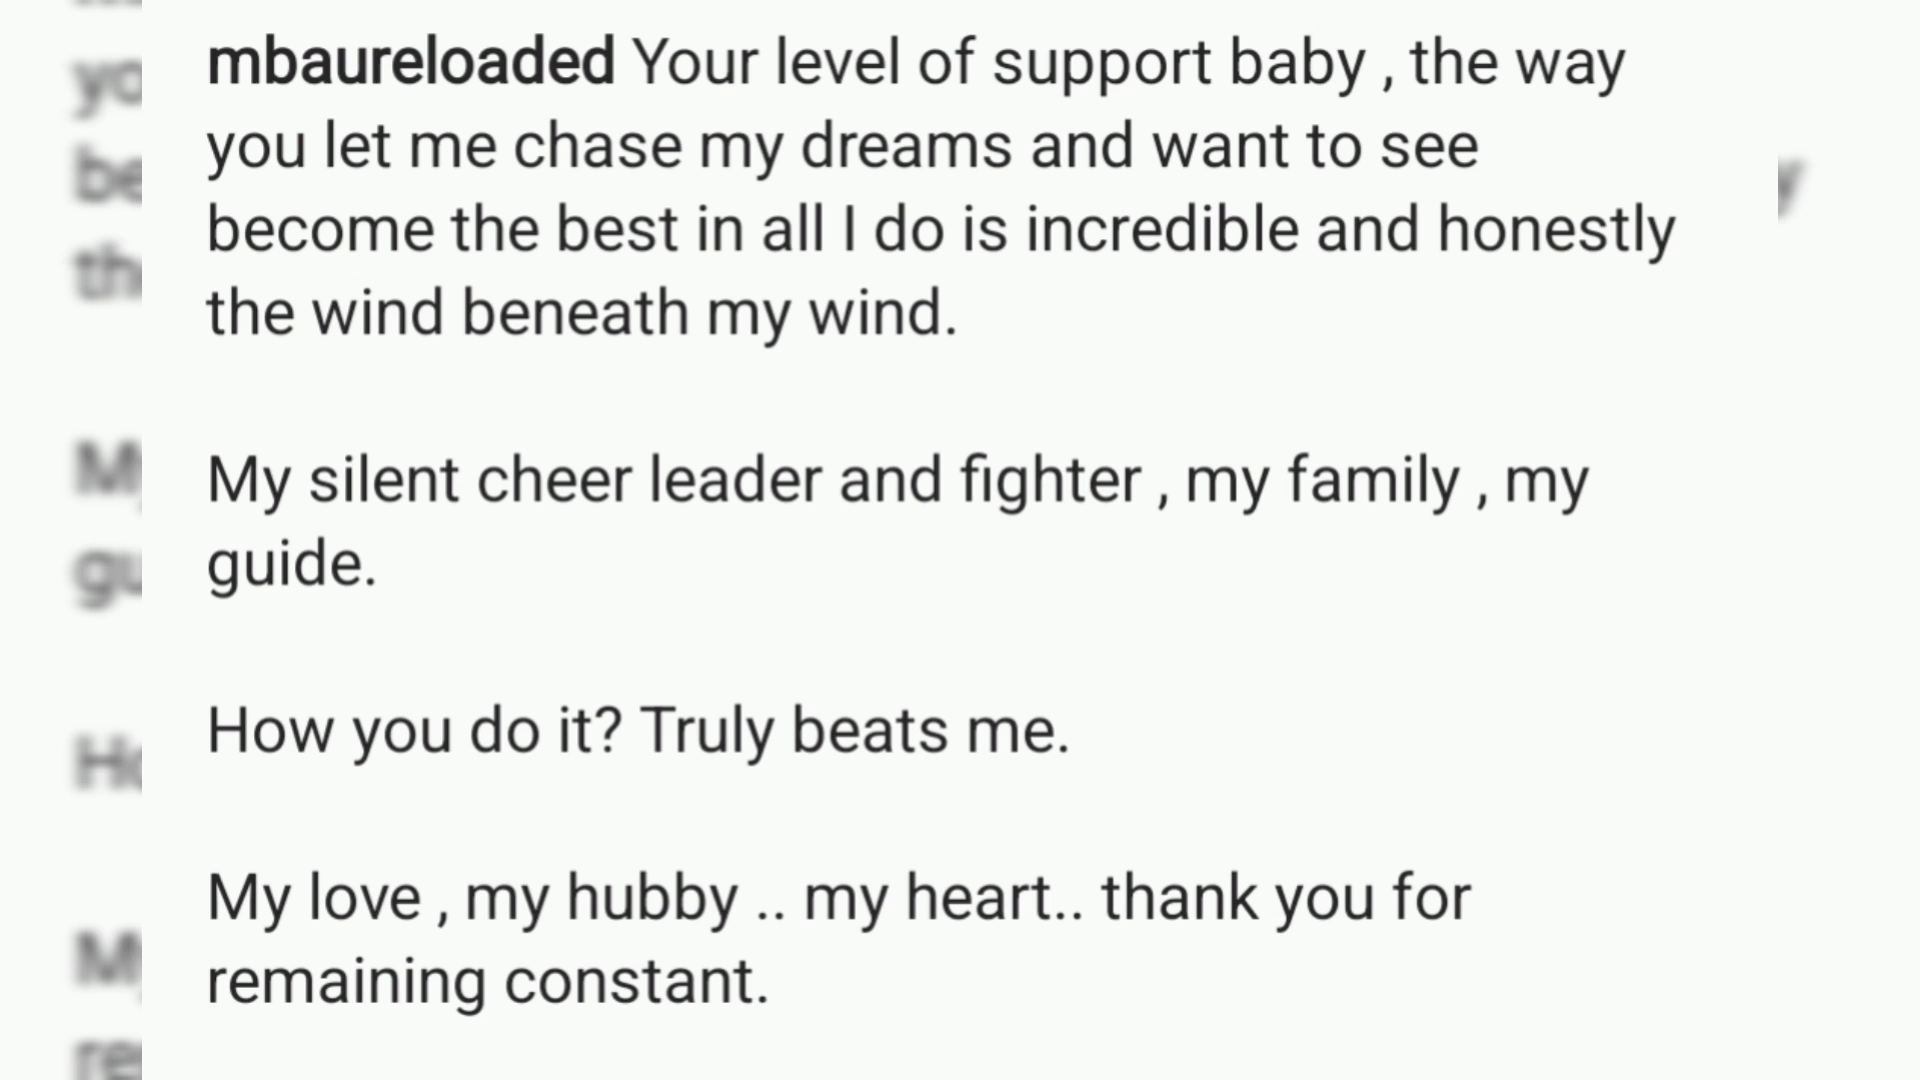 mbaureloaded Your level of support baby , the way
you let me chase my dreams and want to see
become the best in all I do is incredible and honestly
the wind beneath my wind.
My silent cheer leader and fighter , my family , my
guide.
How you do it? Truly beats me.
My love , my hubby .. my heart.. thank you for
remaining constant.